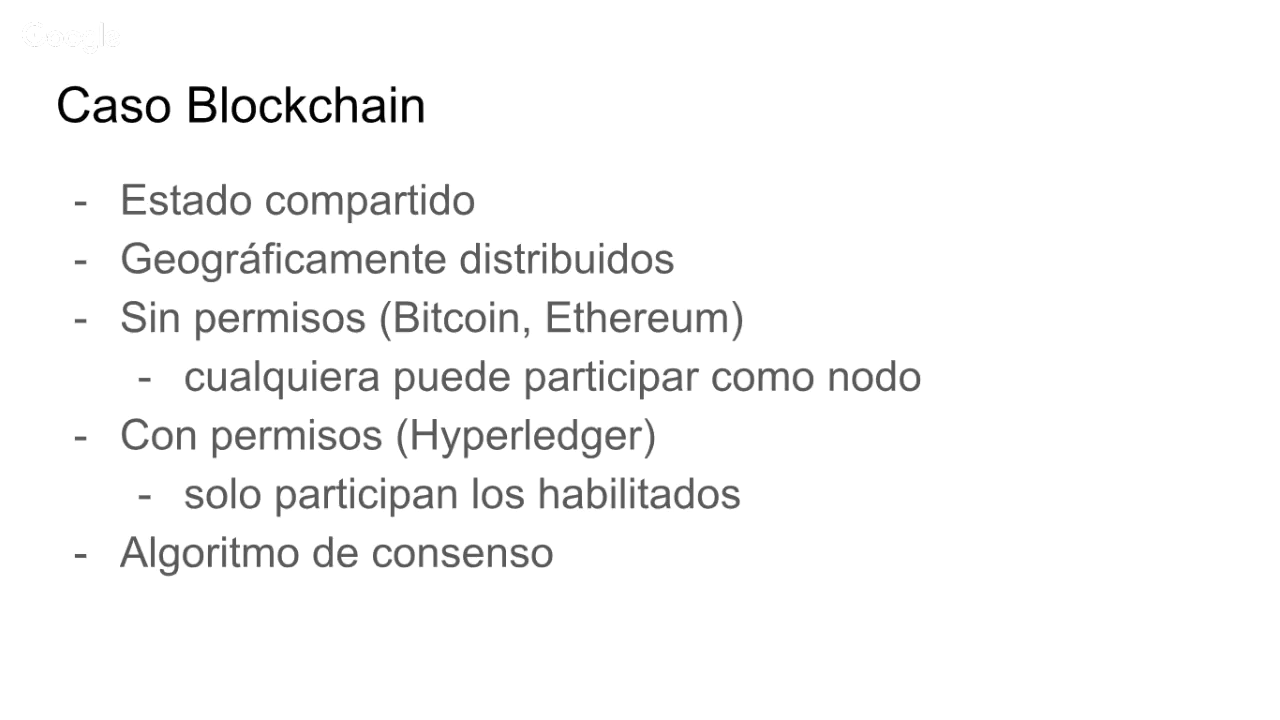 Google
Caso Blockchain
- Estado compartido
- Geográficamente distribuidos
- Sin permisos (Bitcoin, Ethereum)
- cualquiera puede participar como nodo
- Con permisos (Hyperledger)
- solo participan los habilitados
- Algoritmo de consenso